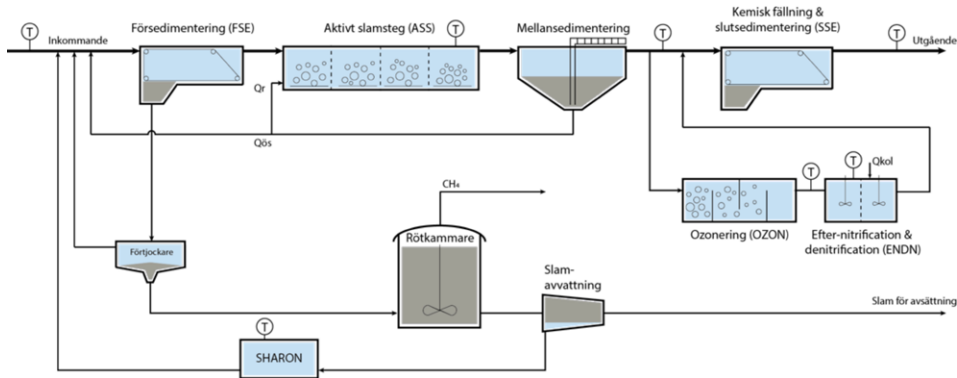 Kemisk fällning &
slutsedimentering (SSE)
Försedimentering (FSE)
Aktivt slamsteg (ASS)
Mellansedimentering
T
Inkommande
T
T
T
Utgående
Qr
Qös
T
T
Qkol
CH₄
Ozonering (OZON)
Efter-nitrification &
denitrification (ENDN)
Rötkammare
Förtjockare
Slam-
avvattning
Slam för avsättning
T
SHARON